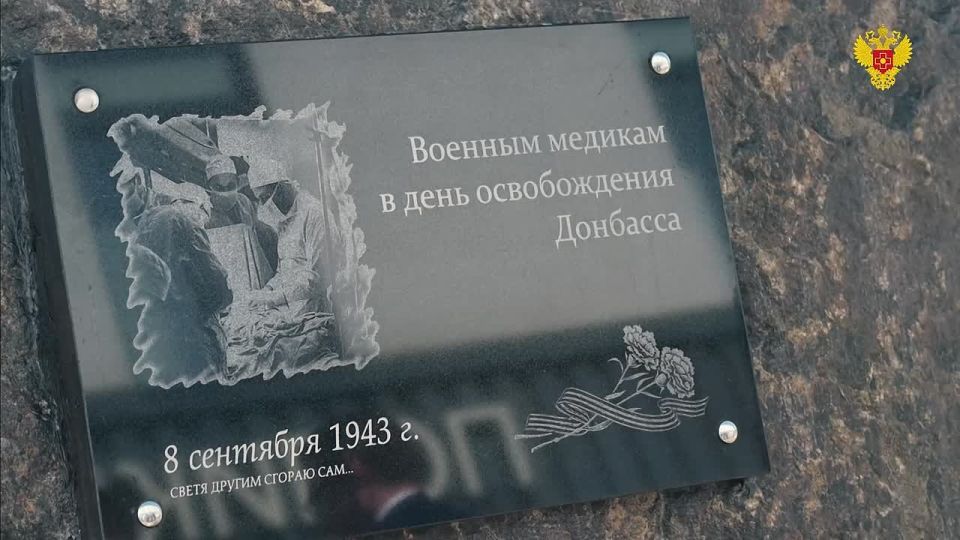 Военным медикам
в день освобождения
Донбасса
8 сентября 1943 г.
СВЕТЯ ДРУГИМ СГОРАЮ САМ...